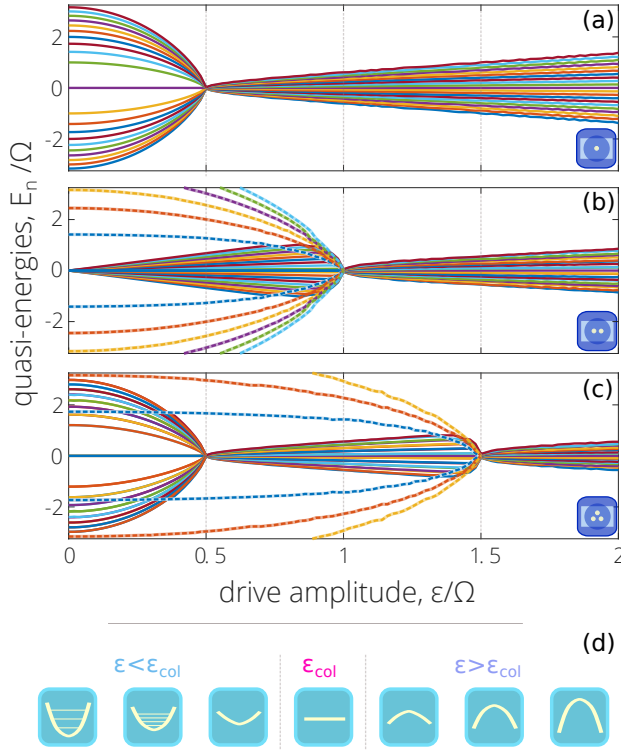 (a)
2
0
-2
(b)
2
0
-2
(c)
2
0
-2
quasi-energies, E_n /Ω
0 0.5 1 1.5 2
drive amplitude, ε/Ω
(d)
ε<ε_col ε_col ε>ε_col